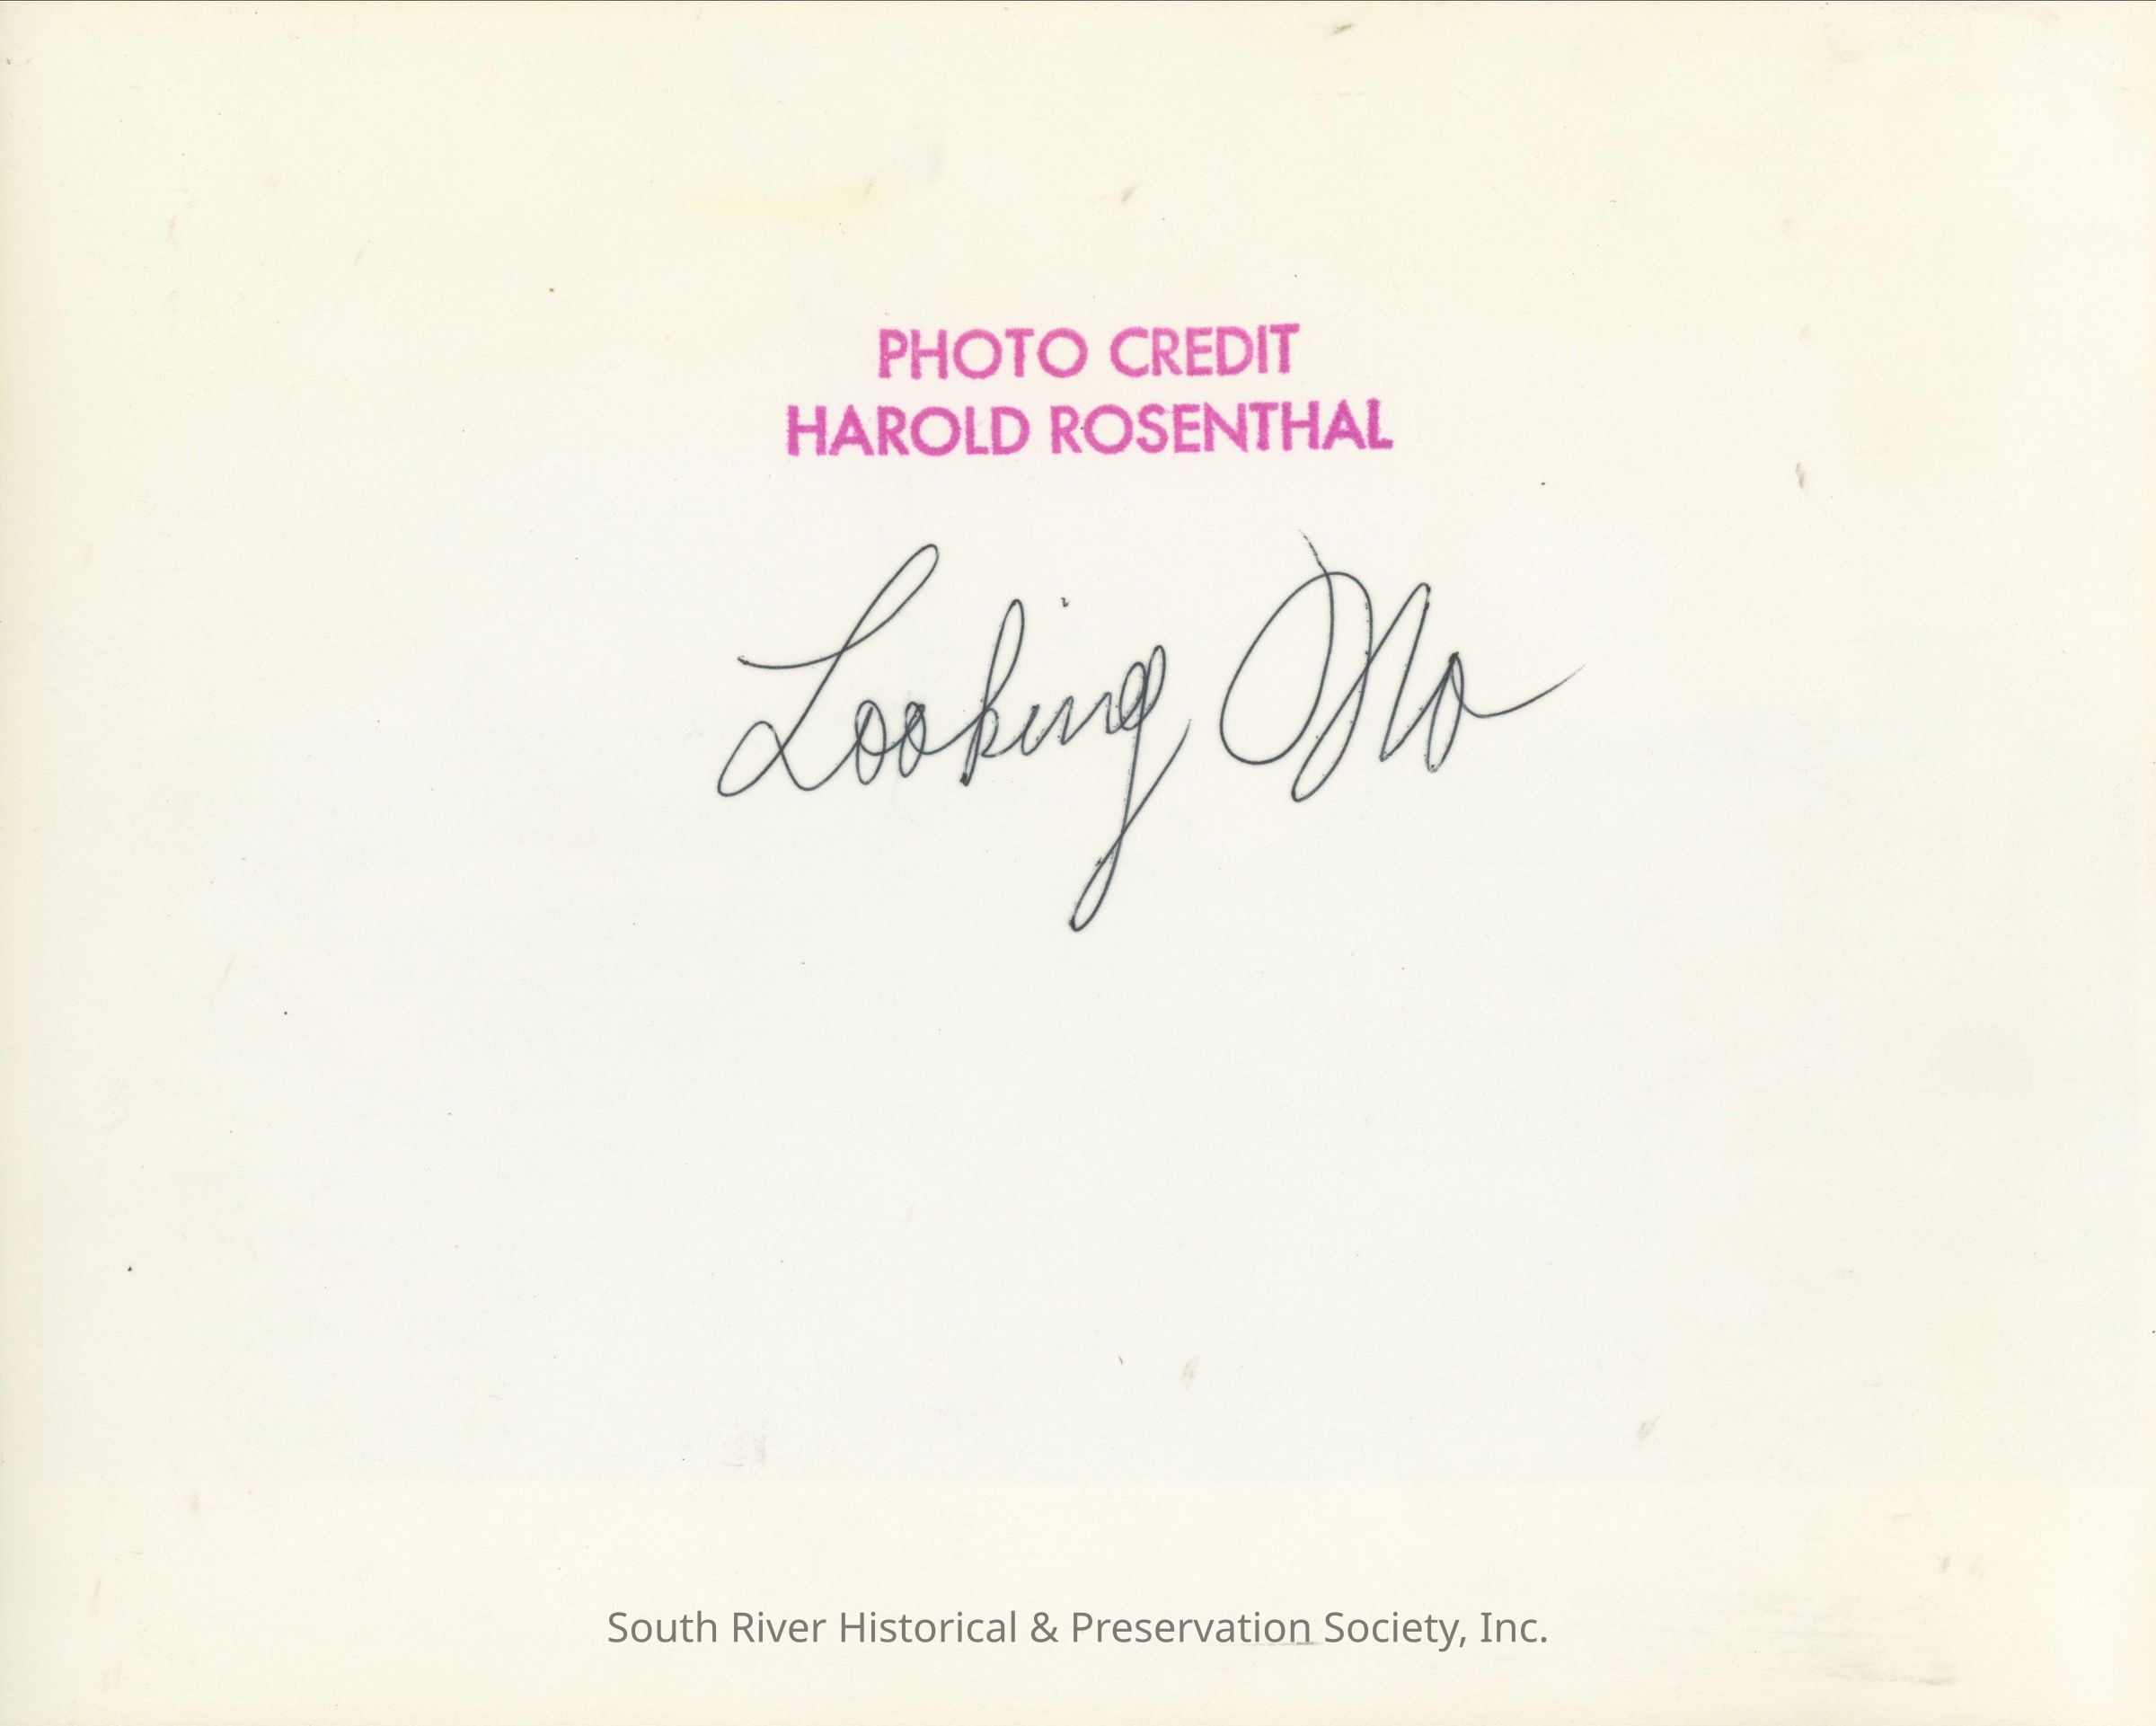 PHOTO CREDIT
HAROLD ROSENTHAL
Looking No
South River Historical & Preservation Society, Inc.